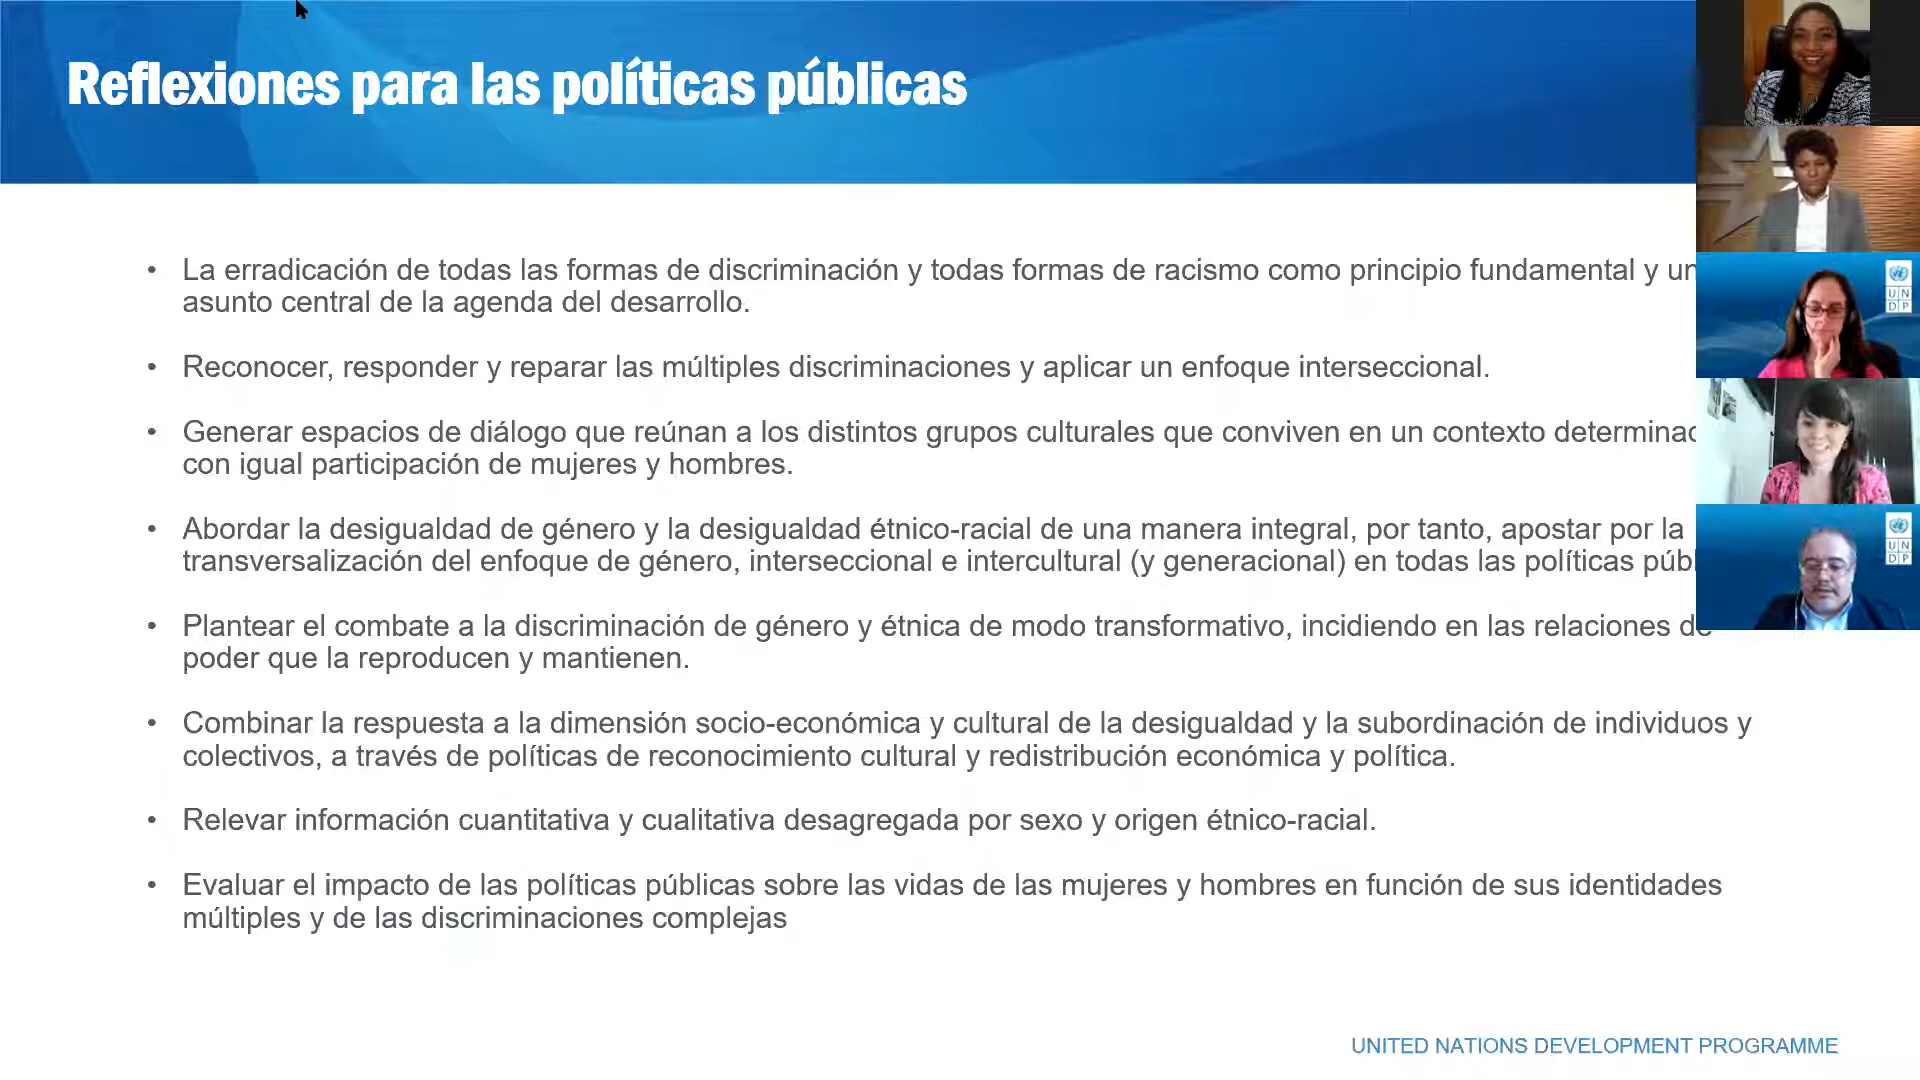 Reflexiones para las políticas públicas
• La erradicación de todas las formas de discriminación y todas formas de racismo como principio fundamental y un
asunto central de la agenda del desarrollo.
• Reconocer, responder y reparar las múltiples discriminaciones y aplicar un enfoque interseccional.
• Generar espacios de diálogo que reúnan a los distintos grupos culturales que conviven en un contexto
con igual participación de mujeres y hombres.
• Abordar la desigualdad de género y la desigualdad étnico-racial de una manera integral, por tanto, apostar por la
transversalización del enfoque de género, interseccional e intercultural (y generacional) en todas las políticas
• Plantear el combate a la discriminación de género y étnica de modo transformativo, incidiendo en las relaciones de
poder que la reproducen y mantienen.
• Combinar la respuesta a la dimensión socio-económica y cultural de la desigualdad y la subordinación de individuos y
colectivos, a través de políticas de reconocimiento cultural y redistribución económica y política.
• Relevar información cuantitativa y cualitativa desagregada por sexo y origen étnico-racial.
• Evaluar el impacto de las políticas públicas sobre las vidas de las mujeres y hombres en función de sus identidades
múltiples y de las discriminaciones complejas
UNITED NATIONS DEVELOPMENT PROGRAMME
UN
DP
UN
DP